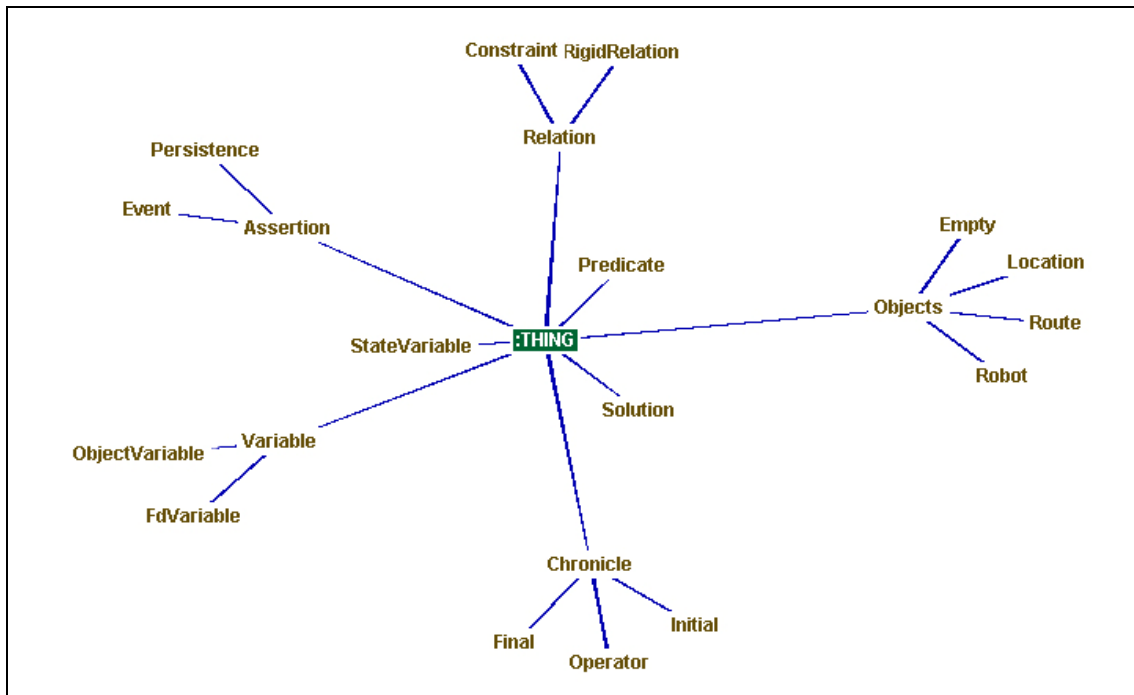 Constraint RigidRelation
Relation
Persistence
Event
Assertion
Predicate
Empty
Location
Objects
Route
Robot
StateVariable
:THING
Solution
Variable
ObjectVariable
FdVariable
Chronicle
Initial
Final
Operator